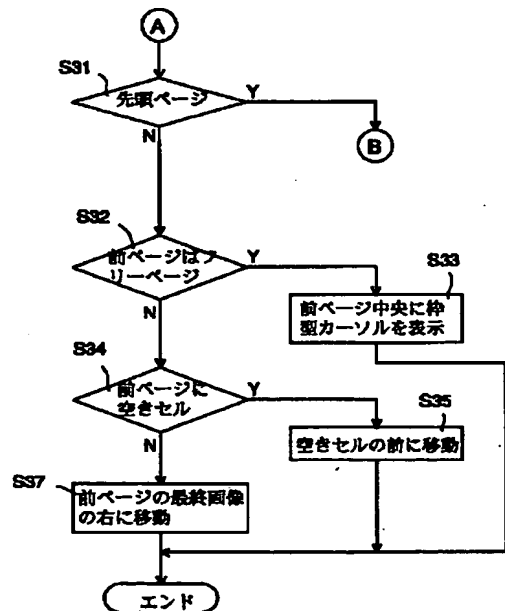 A
S31
先頭ページ
Y
N
B
S32
前ページはフ
リーページ
Y
N
S33
前ページ中央に枠
型カーソルを表示
S34
前ページに
空きセル
Y
N
S35
空きセルの前に移動
S37
前ページの最終画像
の右に移動
エンド